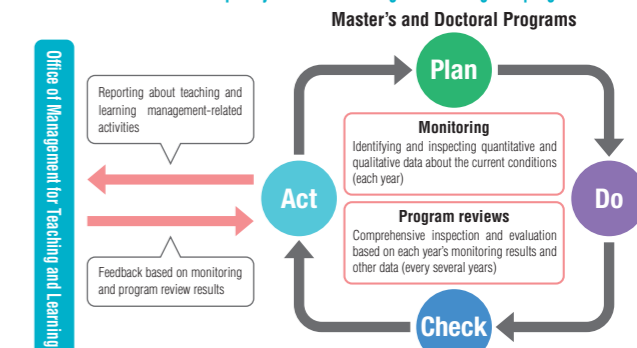 Master's and Doctoral Programs
Office of Management for Teaching and Learning
Reporting about teaching and
learning management-related
activities
Plan
Monitoring
Identifying and inspecting quantitative and
qualitative data about the current conditions
(each year)
Act
Do
Program reviews
Comprehensive inspection and evaluation
based on each year's monitoring results and
other data (every several years)
Feedback based on monitoring
and program review results
Check